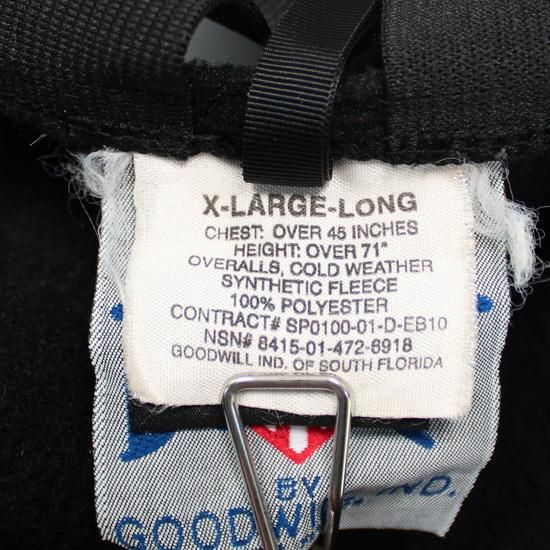 X-LARGE-LONG
CHEST: OVER 45 INCHES
HEIGHT: OVER 71"
OVERALLS, COLD WEATHER
SYNTHETIC FLEECE
100% POLYESTER
CONTRACT# SP0100-01-D-EB10
NSN# 8415-01-472-6918
GOODWILL IND. OF SOUTH FLORIDA
BY
IND.